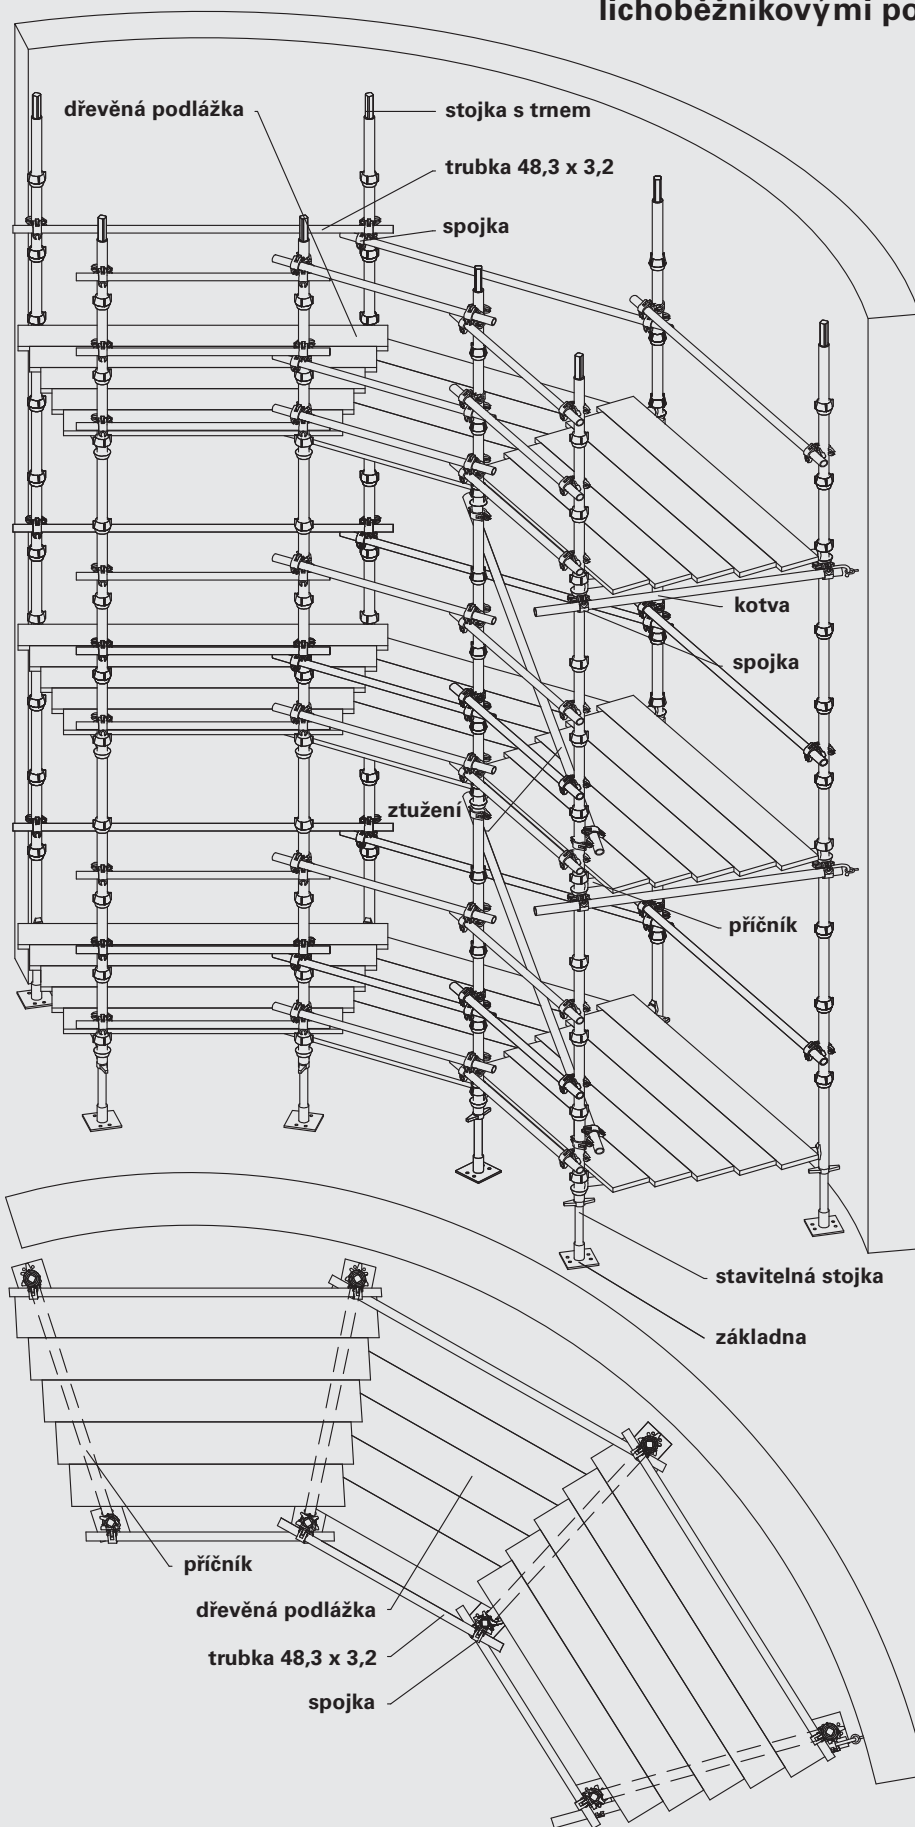 lichoběžníkovými po
dřevěná podlážka
stojka s trnem
trubka 48,3 x 3,2
spojka
kotva
spojka
ztužení
příčník
stavitelná stojka
základna
příčník
dřevěná podlážka
trubka 48,3 x 3,2
spojka